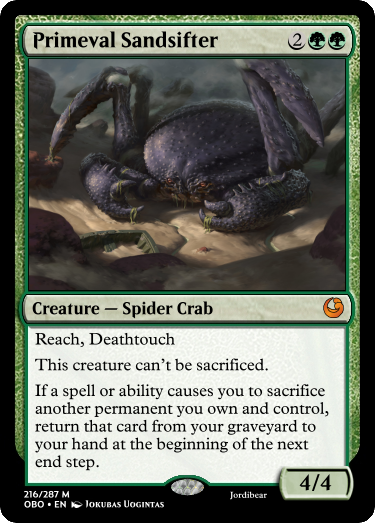 Primeval Sandsifter 2
Creature — Spider Crab
Reach, Deathtouch
This creature can't be sacrificed.
If a spell or ability causes you to sacrifice
another permanent you own and control,
return that card from your graveyard to
your hand at the beginning of the next
end step.
4/4
216/287 M
OBO • EN Jokubas Uogintas
Jordibear